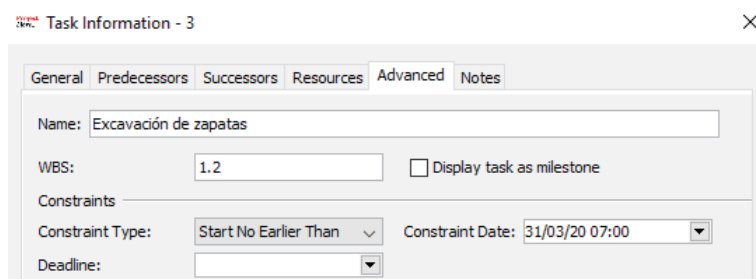 Task Information - 3
General Predecessors Successors Resources Advanced Notes
Name: Excavación de zapatas
WBS: 1.2 Display task as milestone
Constraints
Constraint Type: Start No Earlier Than Constraint Date: 31/03/20 07:00
Deadline: